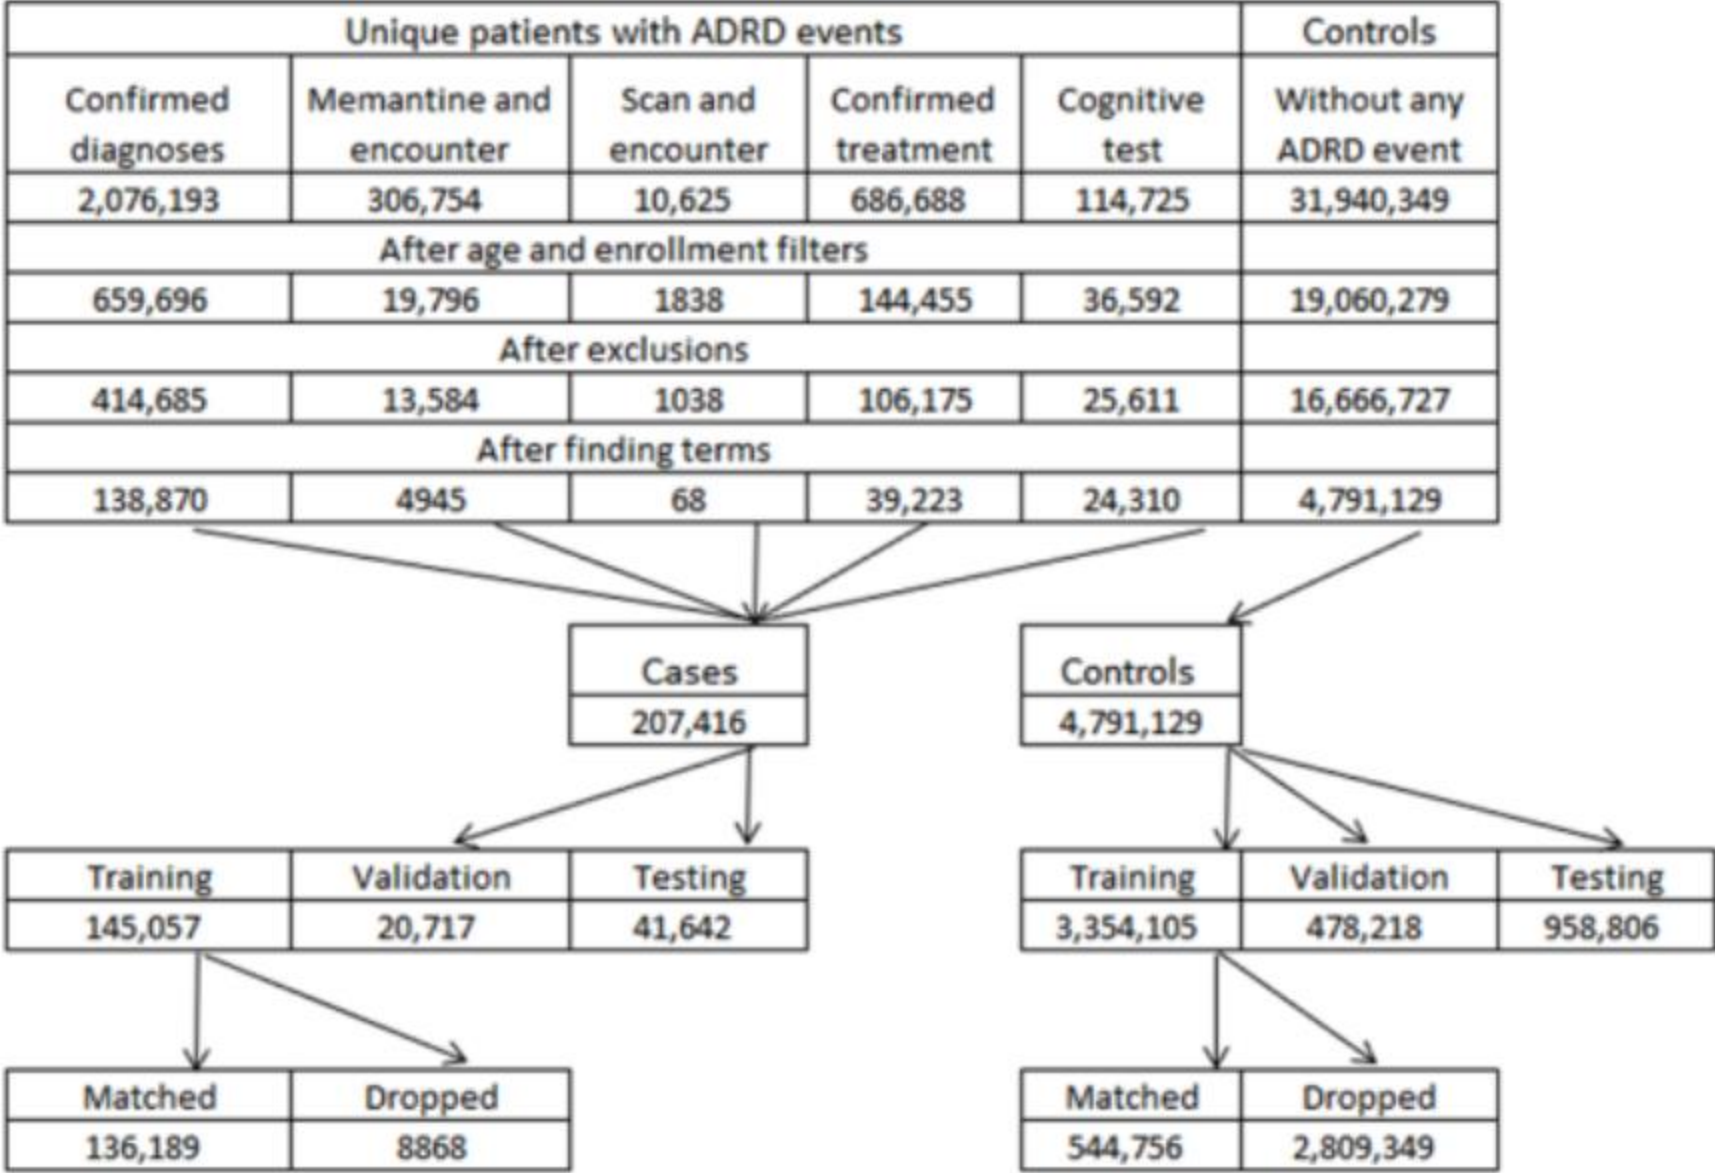 Unique patients with ADRD events Controls
Confirmed Memantine and Scan and Confirmed Cognitive Without any
diagnoses encounter encounter treatment test ADRD event
2,076,193 306,754 10,625 686,688 114,725 31,940,349
After age and enrollment filters
659,696 19,796 1838 144,455 36,592 19,060,279
After exclusions
414,685 13,584 1038 106,175 25,611 16,666,727
After finding terms
138,870 4945 68 39,223 24,310 4,791,129
Cases Controls
207,416 4,791,129
Training Validation Testing Training Validation Testing
145,057 20,717 41,642 3,354,105 478,218 958,806
Matched Dropped Matched Dropped
136,189 8868 544,756 2,809,349